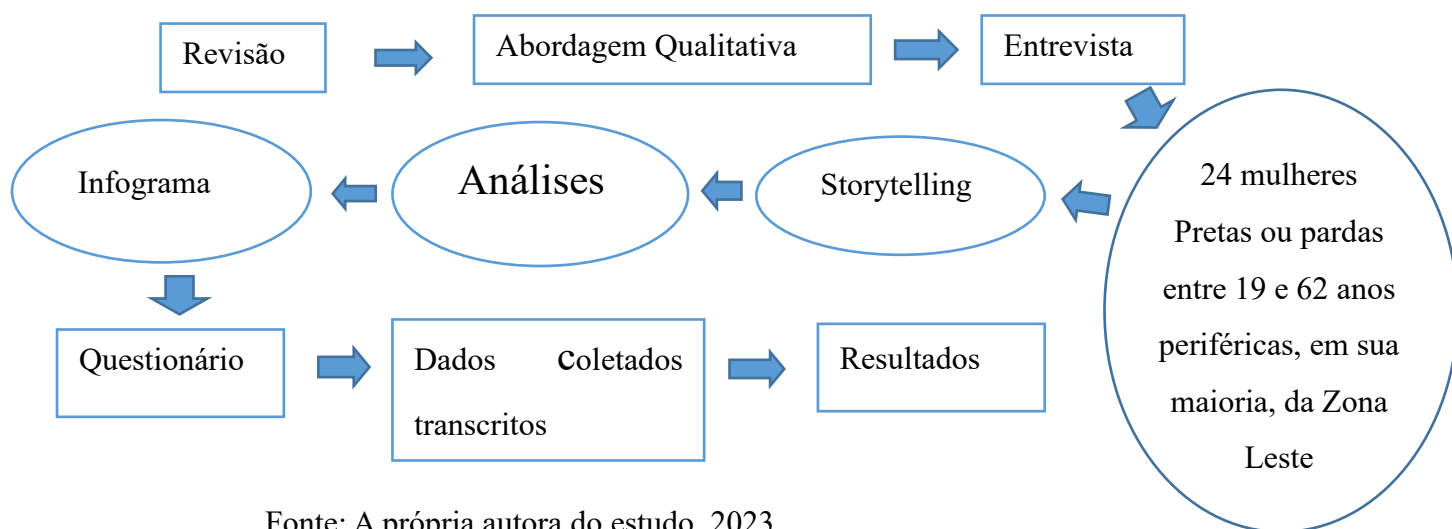 Revisão
Abordagem Qualitativa
Entrevista
24 mulheres
Pretas ou pardas
entre 19 e 62 anos
periféricas, em sua
maioria, da Zona
Leste
Storytelling
Análises
Infograma
Questionário
Dados coletados
transcritos
Resultados
Fonte: A própria autora do estudo, 2023